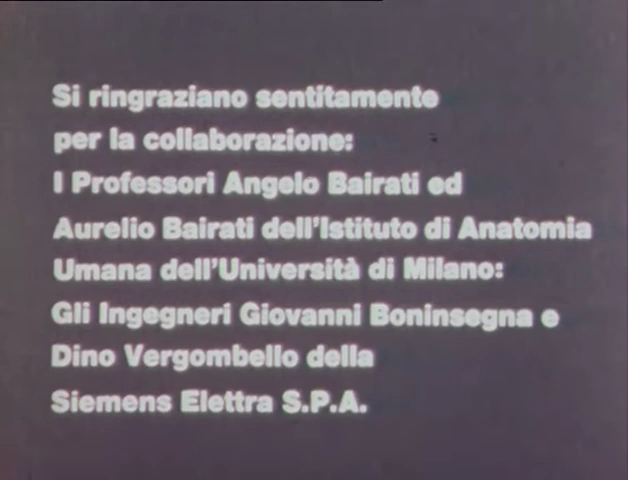 Si ringraziano sentitamente
per la collaborazione:
I Professori Angelo Bairati ed
Aurelio Bairati dell'Istituto di Anatomia
Umana dell'Università di Milano:
Gli Ingegneri Giovanni Boninsegna e
Dino Vergombello della
Siemens Elettra S.P.A.